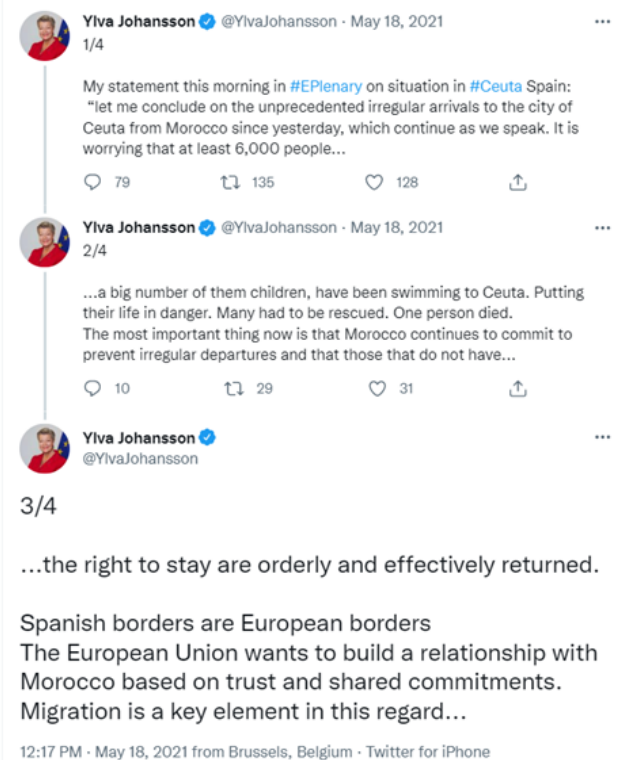 Ylva Johansson @YlvaJohansson · May 18, 2021
1/4
My statement this morning in #EPlenary on situation in #Ceuta Spain:
“let me conclude on the unprecedented irregular arrivals to the city of
Ceuta from Morocco since yesterday, which continue as we speak. It is
worrying that at least 6,000 people...
79 135 128
Ylva Johansson @YlvaJohansson · May 18, 2021
2/4
...a big number of them children, have been swimming to Ceuta. Putting
their life in danger. Many had to be rescued. One person died.
The most important thing now is that Morocco continues to commit to
prevent irregular departures and that those that do not have...
10 29 31
Ylva Johansson
@YlvaJohansson
3/4
...the right to stay are orderly and effectively returned.
Spanish borders are European borders
The European Union wants to build a relationship with
Morocco based on trust and shared commitments.
Migration is a key element in this regard...
12:17 PM · May 18, 2021 from Brussels, Belgium · Twitter for iPhone